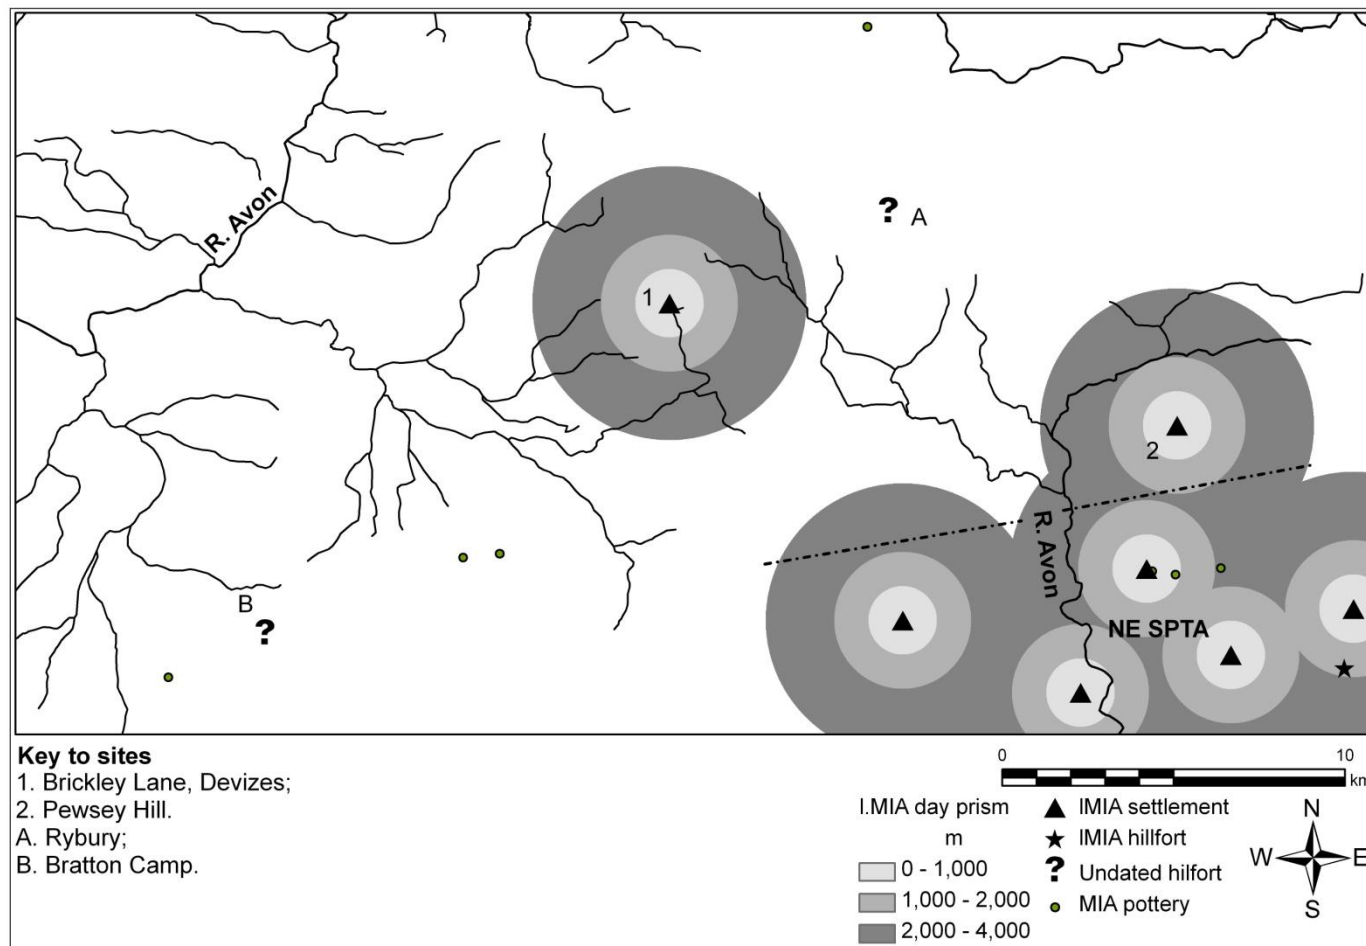 R. Avon
? A
1
2
R. Avon
B
?
NE SPTA
Key to sites
1. Brickley Lane, Devizes;
2. Pewsey Hill.
A. Rybury;
B. Bratton Camp.
0 10
km
l.MIA day prism
m
0 - 1,000
1,000 - 2,000
2,000 - 4,000
lMIA settlement
lMIA hillfort
? Undated hilfort
MIA pottery
N
W E
S